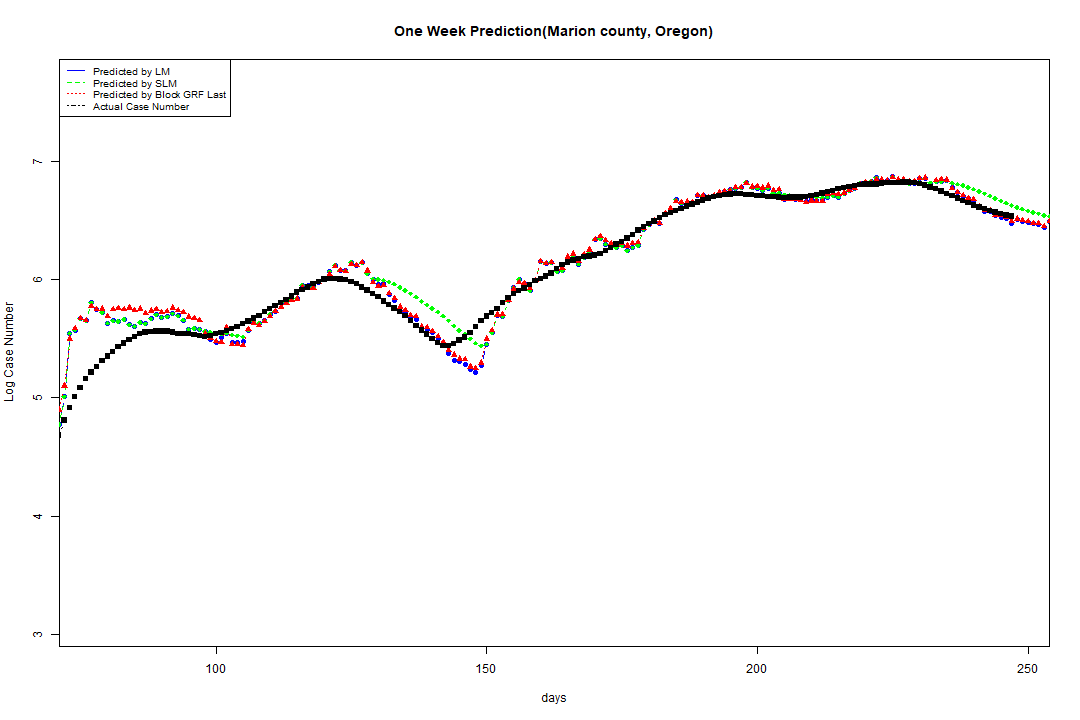 One Week Prediction(Marion county, Oregon)
Predicted by LM
Predicted by SLM
Predicted by Block GRF Last
Actual Case Number
7
6
5
4
3
Log Case Number
100 150 200 250
days